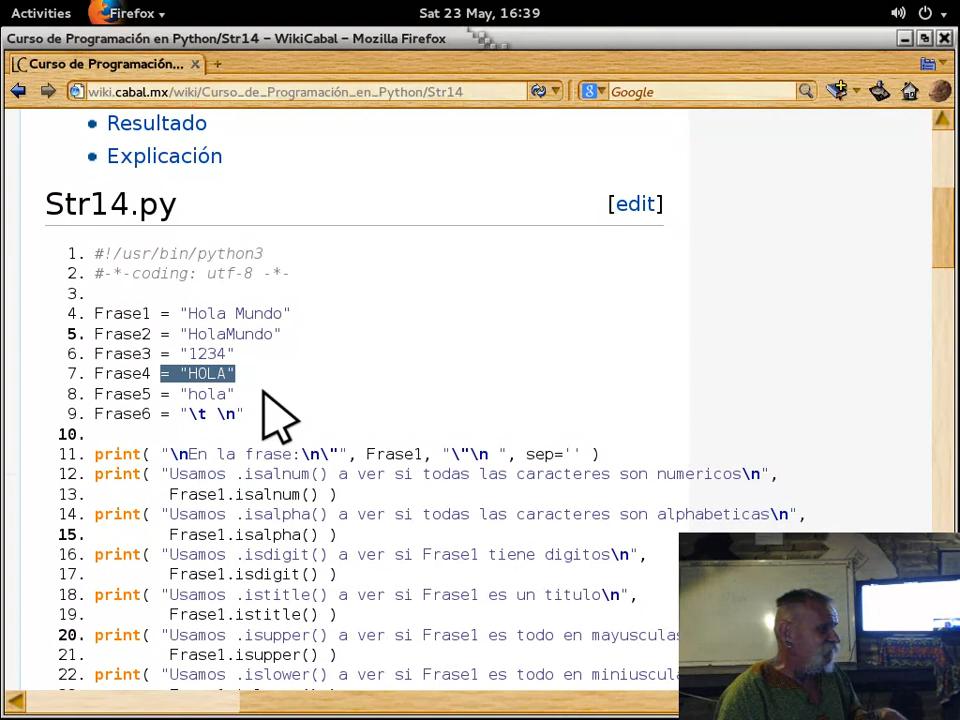 Activities Firefox Sat 23 May, 16:39
Curso de Programación en Python/Str14 – WikiCabal – Mozilla Firefox
LC Curso de Programación...
wiki.cabal.mx/wiki/Curso_de_Programación_en_Python/Str14 Google
Resultado
Explicación
Str14.py [edit]
1. #!/usr/bin/python3
2. #-*-coding: utf-8 -*-
3.
4. Frase1 = "Hola Mundo"
5. Frase2 = "HolaMundo"
6. Frase3 = "1234"
7. Frase4 = "HOLA"
8. Frase5 = "hola"
9. Frase6 = "\t \n"
10.
11. print( "\nEn la frase:\n\"", Frase1, "\"\n ", sep='' )
12. print( "Usamos .isalnum() a ver si todas las caracteres son numericos\n",
13. Frase1.isalnum() )
14. print( "Usamos .isalpha() a ver si todas las caracteres son alphabeticas\n",
15. Frase1.isalpha() )
16. print( "Usamos .isdigit() a ver si Frase1 tiene digitos\n",
17. Frase1.isdigit() )
18. print( "Usamos .istitle() a ver si Frase1 es un titulo\n",
19. Frase1.istitle() )
20. print( "Usamos .isupper() a ver si Frase1 es todo en mayusculas
21. Frase1.isupper() )
22. print( "Usamos .islower() a ver si Frase1 es todo en miniuscula